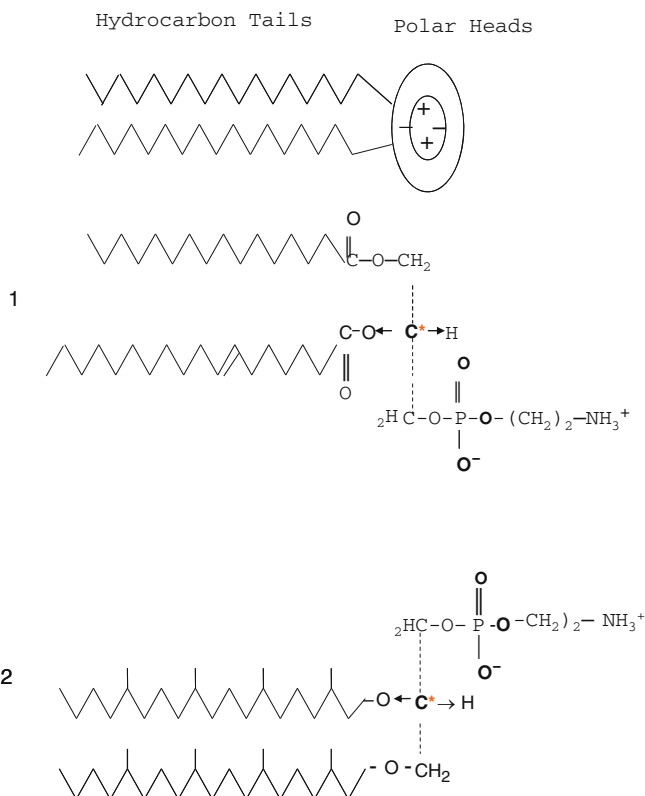 Hydrocarbon Tails Polar Heads
+
− −
+
O
C–O–CH₂
1
C–O C* H
O
O
₂HC–O–P–O–(CH₂)₂–NH₃⁺
O⁻
O
₂HC–O–P–O–CH₂)₂–NH₃⁺
O⁻
2
O C* H
O–CH₂